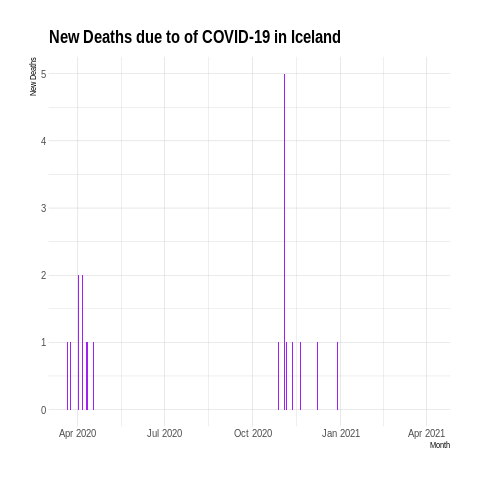 New Deaths due to of COVID-19 in Iceland
New Deaths
5
4
3
2
1
0
Apr 2020 Jul 2020 Oct 2020 Jan 2021 Apr 2021
Month